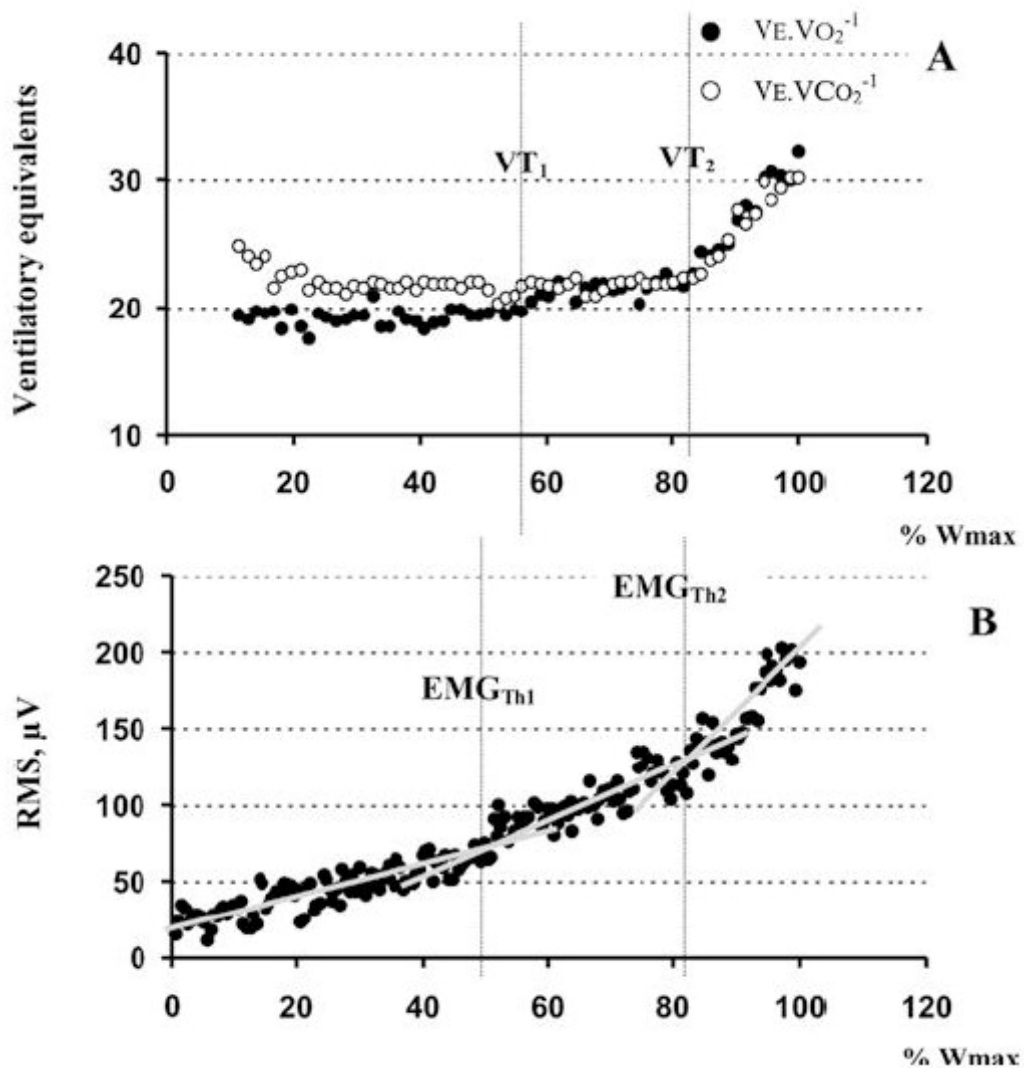 VE.VO₂⁻¹
A
VE.VCO₂⁻¹
Ventilatory equivalents
40
30
20
10
VT₁
VT₂
0 20 40 60 80 100 120
% Wmax
B
RMS, µV
250
200
150
100
50
0
EMG_Th1
EMG_Th2
0 20 40 60 80 100 120
% Wmax